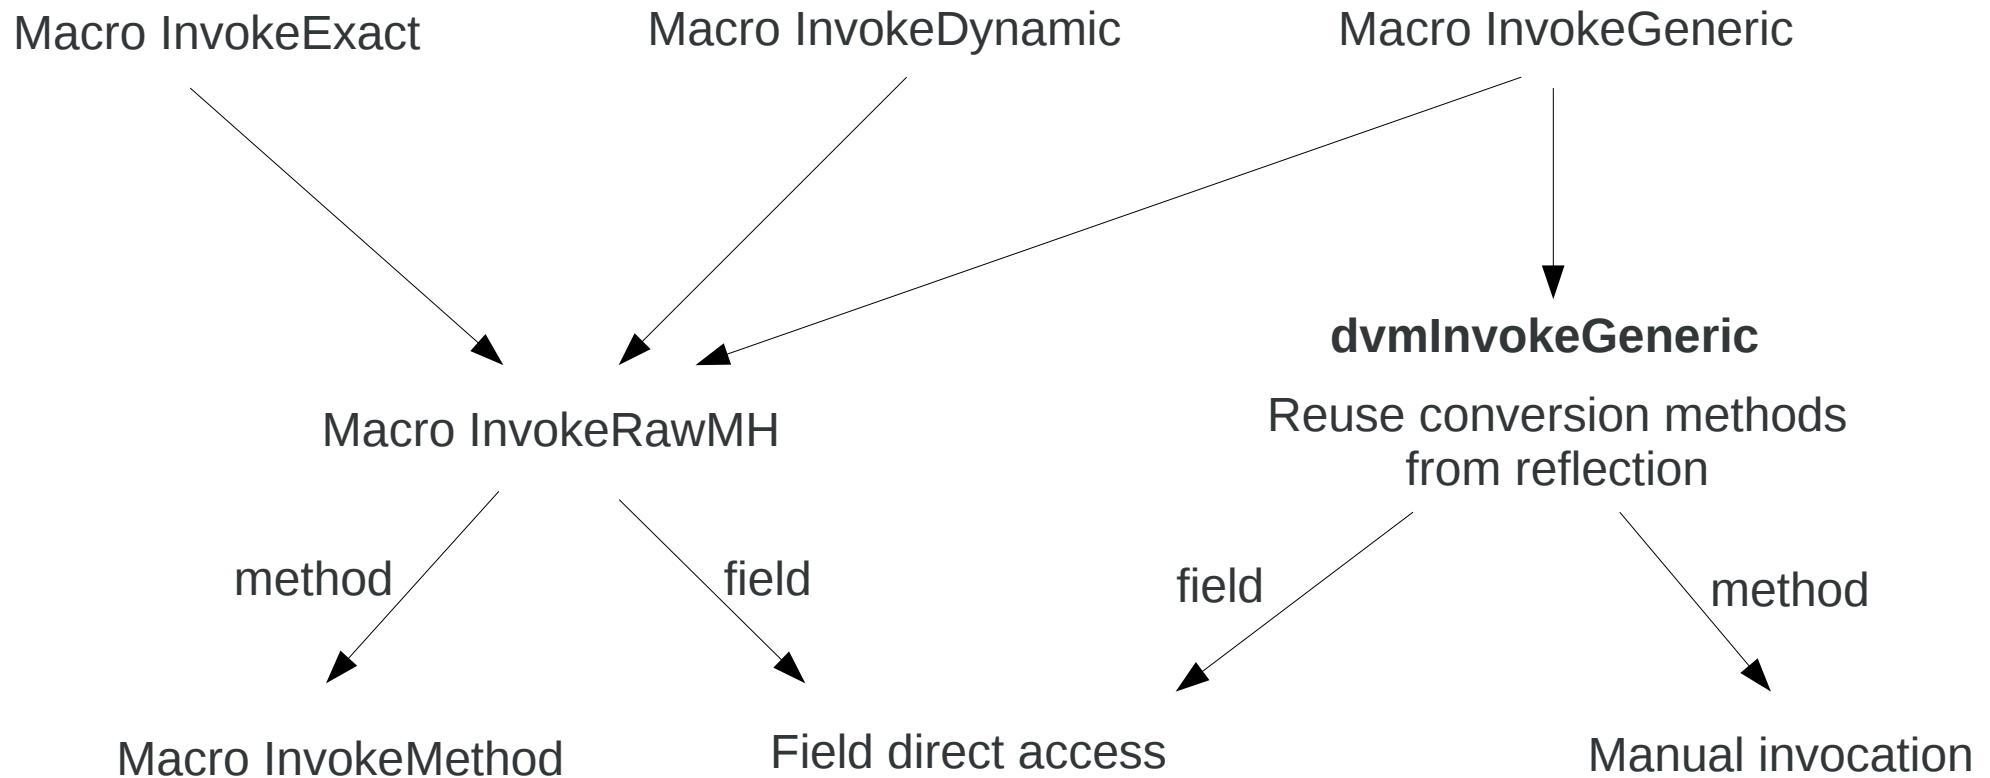 Macro InvokeExact
Macro InvokeDynamic
Macro InvokeGeneric
dvmInvokeGeneric
Reuse conversion methods
from reflection
Macro InvokeRawMH
method
field
field
method
Macro InvokeMethod
Field direct access
Manual invocation